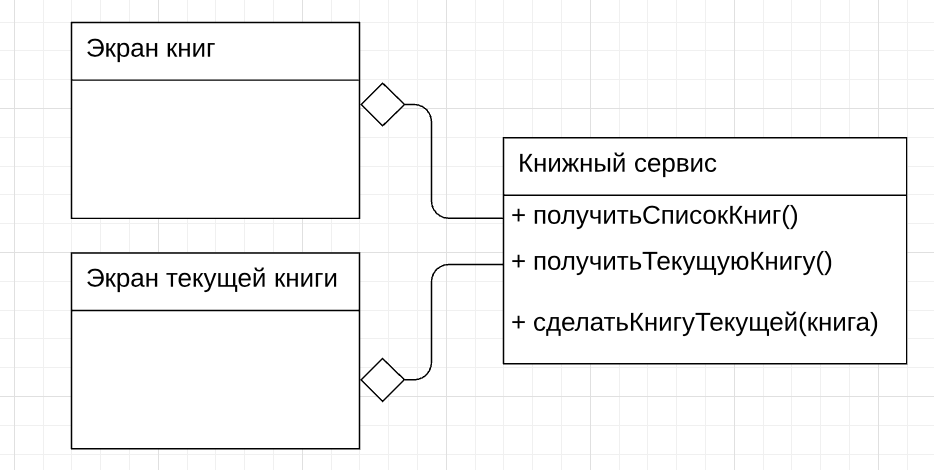 Экран книг
Книжный сервис
+ получитьСписокКниг()
+ получитьТекущуюКнигу()
+ сделатьКнигуТекущей(книга)
Экран текущей книги